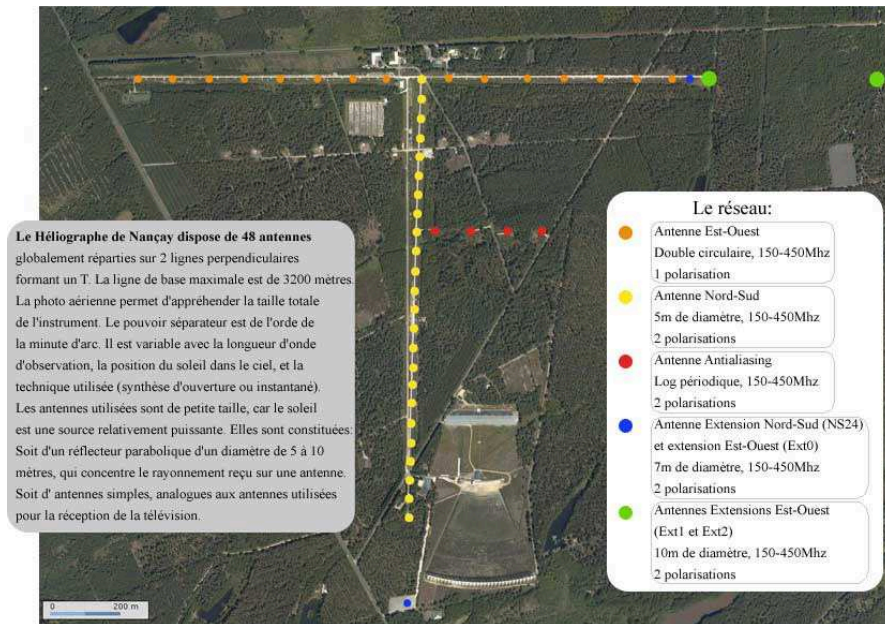 Le Héliographe de Nançay dispose de 48 antennes
globalement réparties sur 2 lignes perpendiculaires
formant un T. La ligne de base maximale est de 3200 mètres.
La photo aérienne permet d'appréhender la taille totale
de l'instrument. Le pouvoir séparateur est de l'orde de
la minute d'arc. Il est variable avec la longueur d'onde
d'observation, la position du soleil dans le ciel, et la
technique utilisée (synthèse d'ouverture ou instantané).
Les antennes utilisées sont de petite taille, car le soleil
est une source relativement puissante. Elles sont constituées:
Soit d'un réflecteur parabolique d'un diamètre de 5 à 10
mètres, qui concentre le rayonnement reçu sur une antenne.
Soit d' antennes simples, analogues aux antennes utilisées
pour la réception de la télévision.
Le réseau:
Antenne Est-Ouest
Double circulaire, 150-450Mhz
1 polarisation
Antenne Nord-Sud
5m de diamètre, 150-450Mhz
2 polarisations
Antenne Antialiasing
Log périodique, 150-450Mhz
2 polarisations
Antenne Extension Nord-Sud (NS24)
et extension Est-Ouest (Ext0)
7m de diamètre, 150-450Mhz
2 polarisations
Antennes Extensions Est-Ouest
(Ext1 et Ext2)
10m de diamètre, 150-450Mhz
2 polarisations
0 200 m